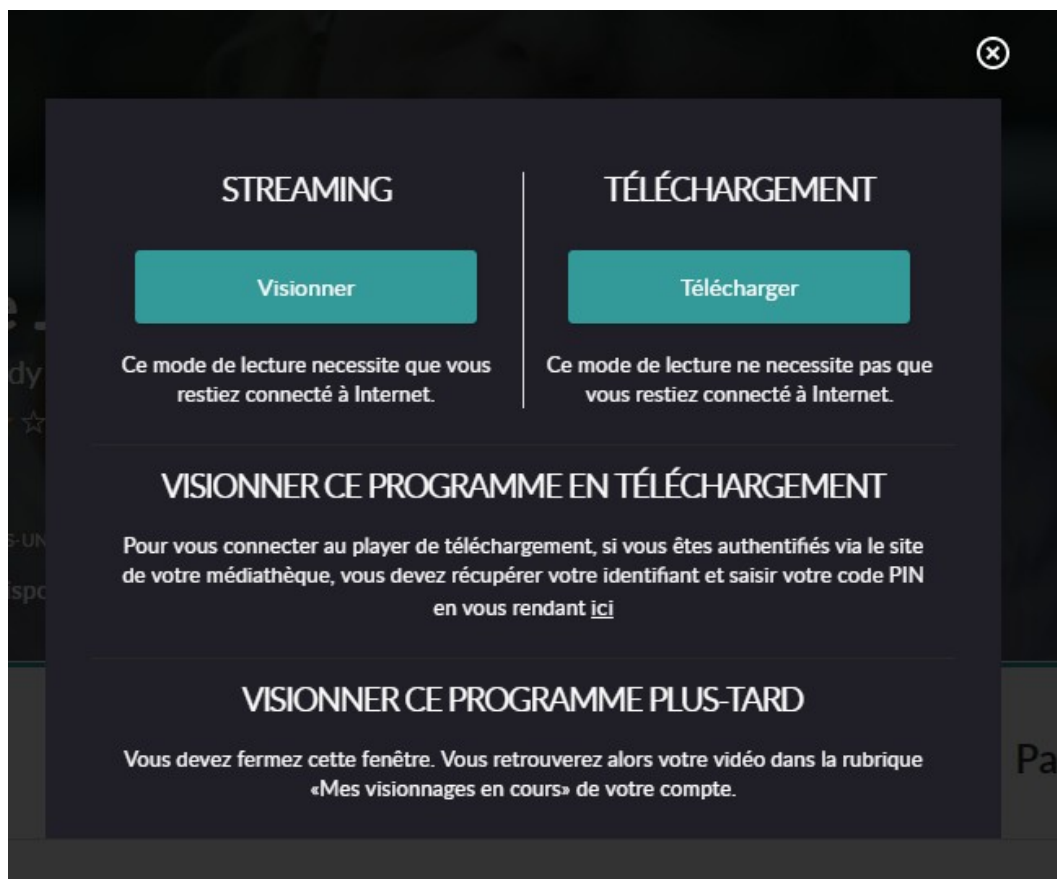 STREAMING
TÉLÉCHARGEMENT
Visionner
Télécharger
Ce mode de lecture necessite que vous
restiez connecté à Internet.
Ce mode de lecture ne necessite pas que
vous restiez connecté à Internet.
VISIONNER CE PROGRAMME EN TÉLÉCHARGEMENT
Pour vous connecter au player de téléchargement, si vous êtes authentifiés via le site
de votre médiathèque, vous devez récupérer votre identifiant et saisir votre code PIN
en vous rendant ici
VISIONNER CE PROGRAMME PLUS-TARD
Vous devez fermez cette fenêtre. Vous retrouverez alors votre vidéo dans la rubrique
«Mes visionnages en cours» de votre compte.